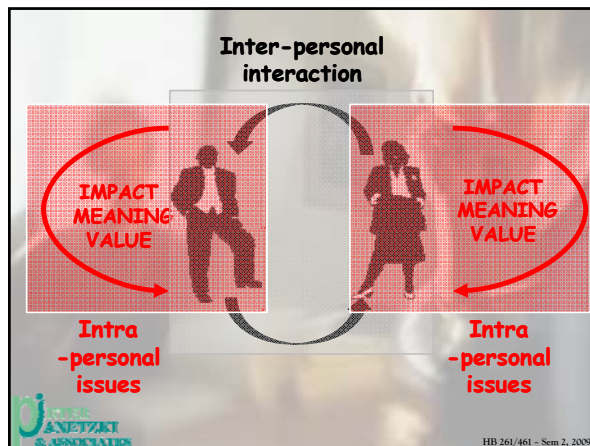 Inter-personal
interaction
IMPACT
MEANING
VALUE
IMPACT
MEANING
VALUE
Intra
-personal
issues
Intra
-personal
issues
& ASSOCIATES
HB 261/461 – Sem 2, 2009